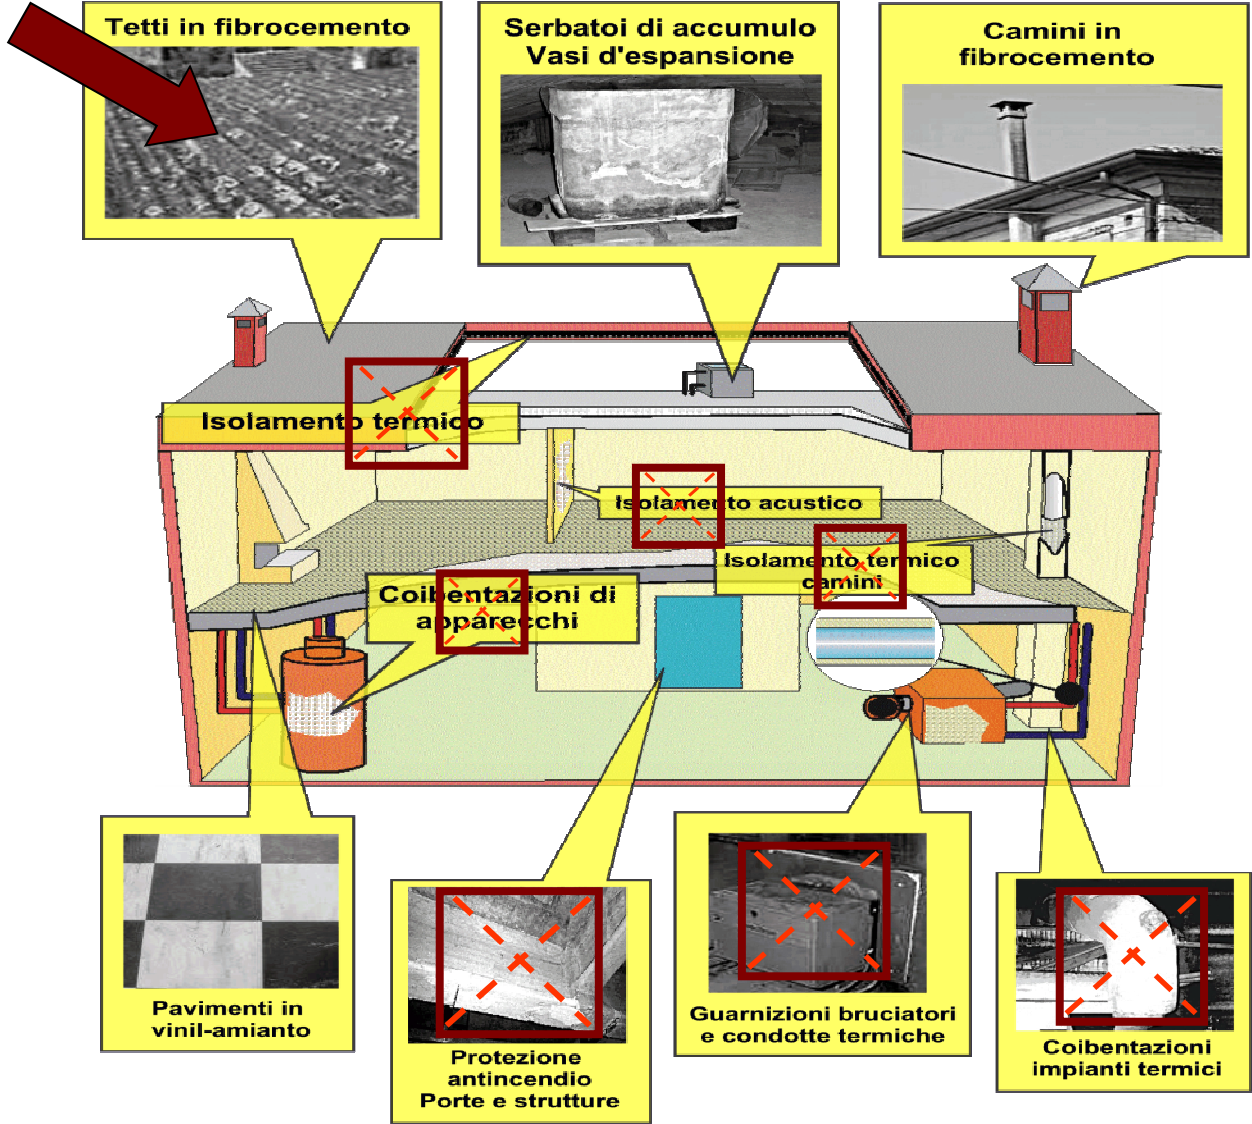 Tetti in fibrocemento
Serbatoi di accumulo
Vasi d'espansione
Camini in
fibrocemento
Isolamento termico
Isolamento acustico
Isolamento termico
camini
Coibentazioni di
apparecchi
Pavimenti in
vinil-amianto
Protezione
antincendio
Porte e strutture
Guarnizioni bruciatori
e condotte termiche
Coibentazioni
impianti termici